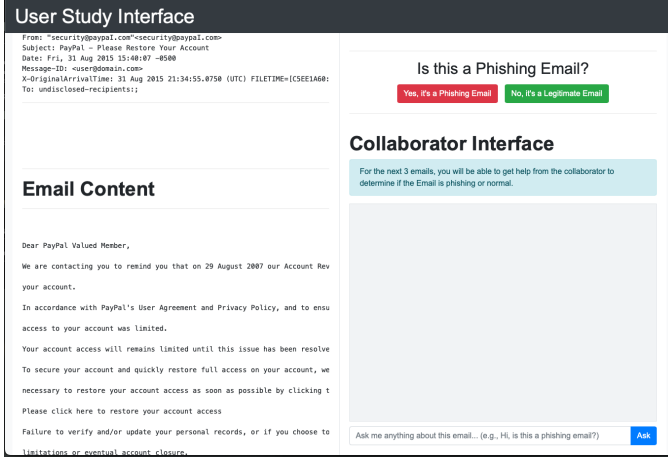 User Study Interface
From: "security@paypaI.com"<security@paypaI.com>
Subject: PayPal - Please Restore Your Account
Date: Fri, 31 Aug 2015 15:40:07 -0500
Message-ID: <user@domain.com>
X-OriginalArrivalTime: 31 Aug 2015 21:34:55.0750 (UTC) FILETIME=[C5EE1A60:
To: undisclosed-recipients:;
Email Content
Dear PayPal Valued Member,
We are contacting you to remind you that on 29 August 2007 our Account Rev
your account.
In accordance with PayPal's User Agreement and Privacy Policy, and to ensu
access to your account was limited.
Your account access will remains limited until this issue has been resolve
To secure your account and quickly restore full access on your account, we
necessary to restore your account access as soon as possible by clicking t
Please click here to restore your account access
Failure to verify and/or update your personal records, or if you choose to
limitations or eventual account closure.
Is this a Phishing Email?
Yes, it's a Phishing Email
No, it's a Legitimate Email
Collaborator Interface
For the next 3 emails, you will be able to get help from the collaborator to
determine if the Email is phishing or normal.
Ask me anything about this email... (e.g., Hi, is this a phishing email?)
Ask